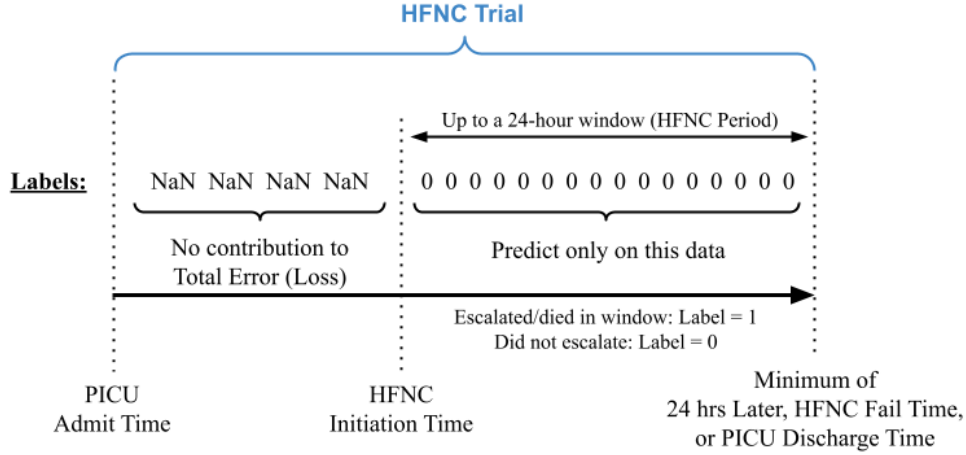 HFNC Trial
Up to a 24-hour window (HFNC Period)
Labels: NaN NaN NaN NaN 0 0 0 0 0 0 0 0 0 0 0 0 0 0 0 0
No contribution to
Total Error (Loss)
Predict only on this data
Escalated/died in window: Label = 1
Did not escalate: Label = 0
PICU
Admit Time
HFNC
Initiation Time
Minimum of
24 hrs Later, HFNC Fail Time,
or PICU Discharge Time